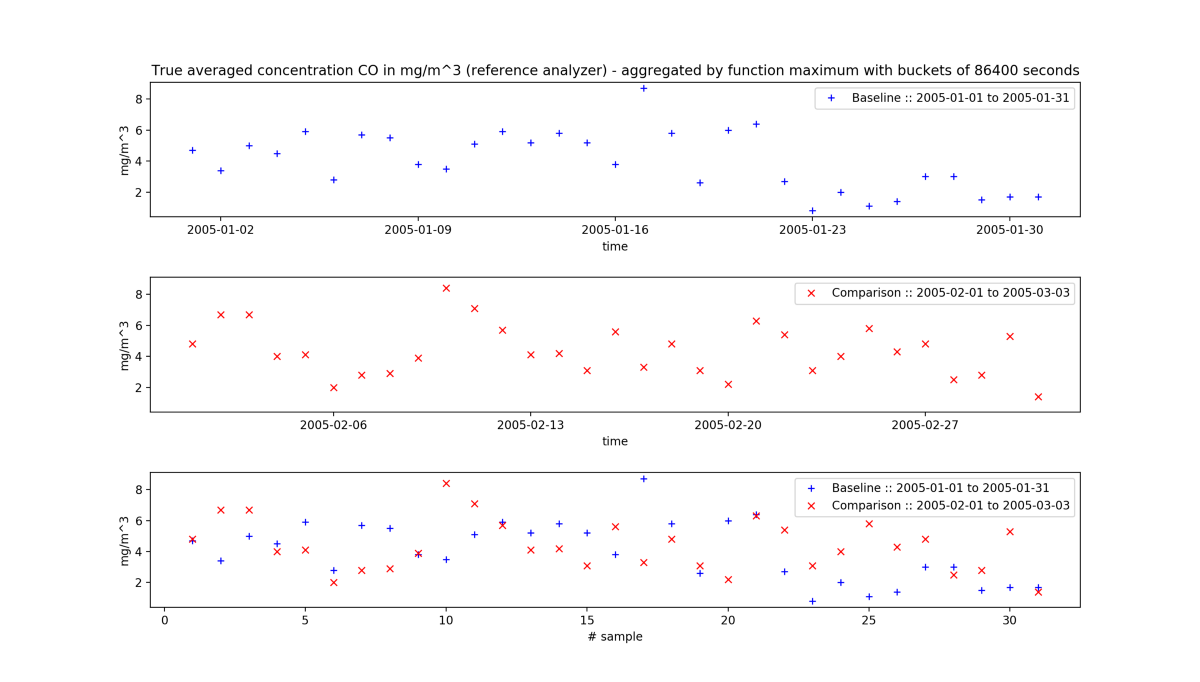 True averaged concentration CO in mg/m^3 (reference analyzer) - aggregated by function maximum with buckets of 86400 seconds
Baseline :: 2005-01-01 to 2005-01-31
8
6
4
2
mg/m^3
2005-01-02 2005-01-09 2005-01-16 2005-01-23 2005-01-30
time
Comparison :: 2005-02-01 to 2005-03-03
8
6
4
2
mg/m^3
2005-02-06 2005-02-13 2005-02-20 2005-02-27
time
Baseline :: 2005-01-01 to 2005-01-31
Comparison :: 2005-02-01 to 2005-03-03
8
6
4
2
mg/m^3
0 5 10 15 20 25 30
# sample